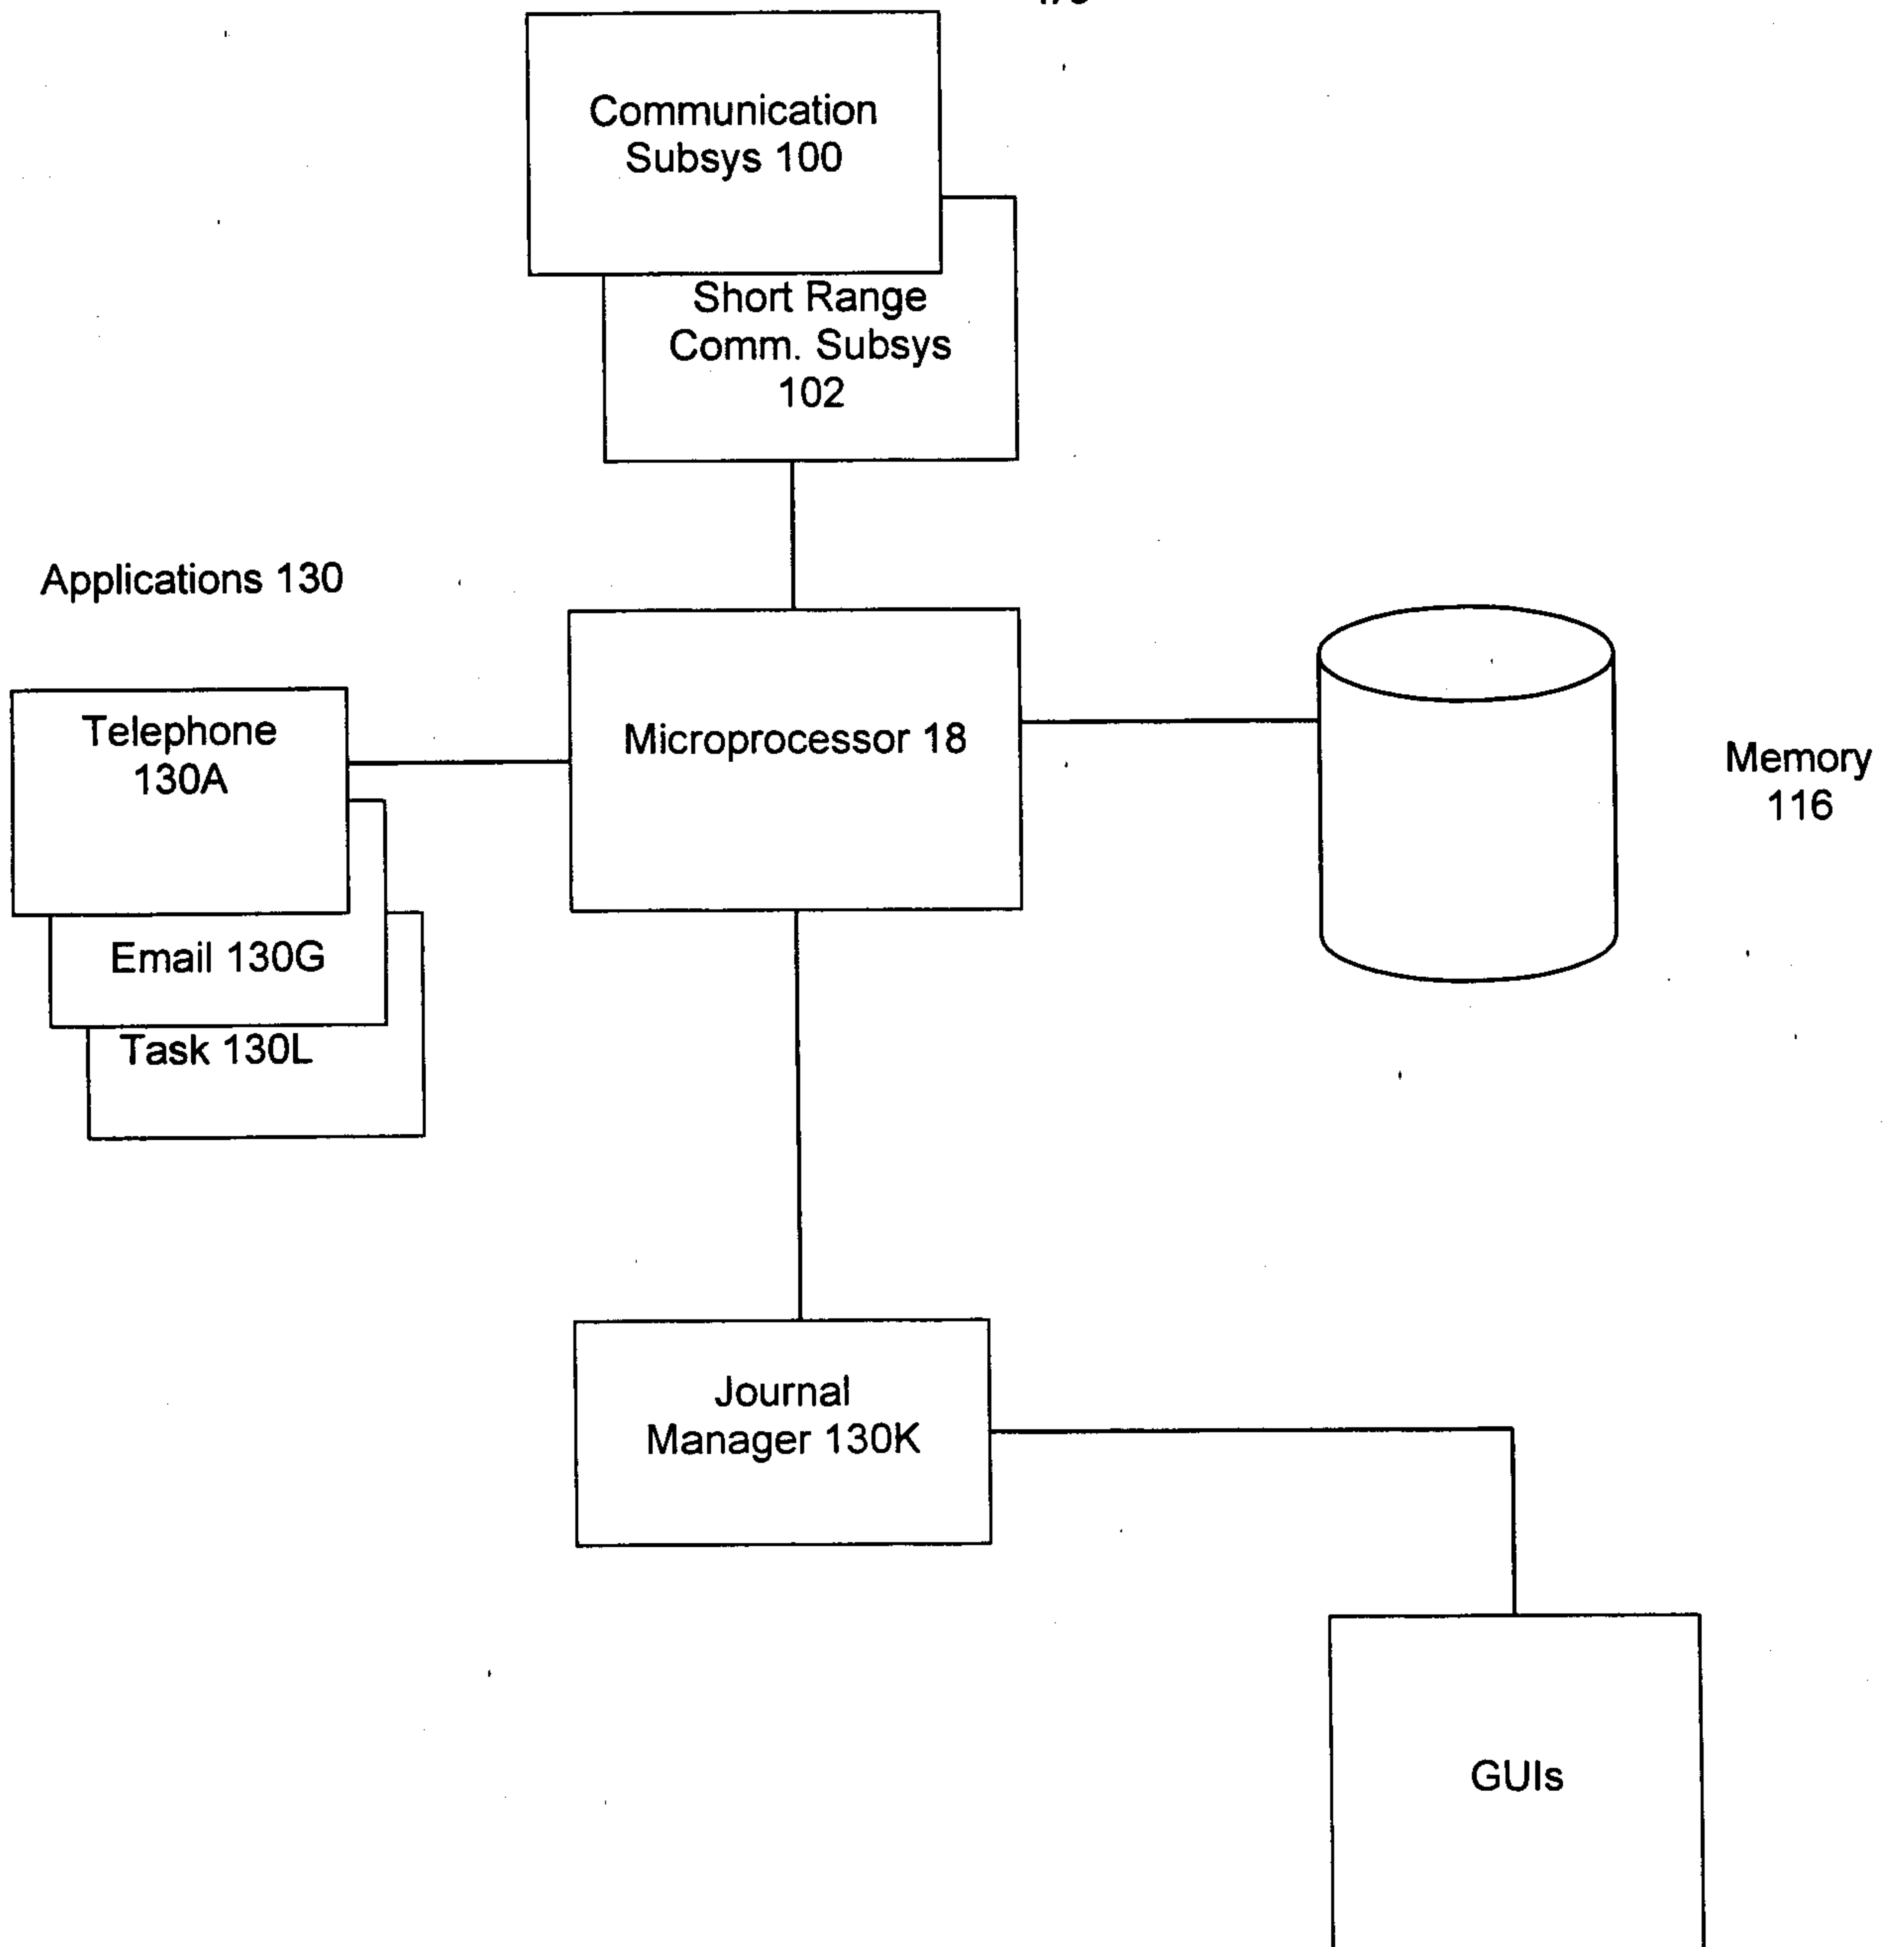 Communication
Subsys 100
Short Range
Comm. Subsys
102
Applications 130
Telephone
130A
Email 130G
Task 130L
Microprocessor 18
Memory
116
Journal
Manager 130K
GUIs